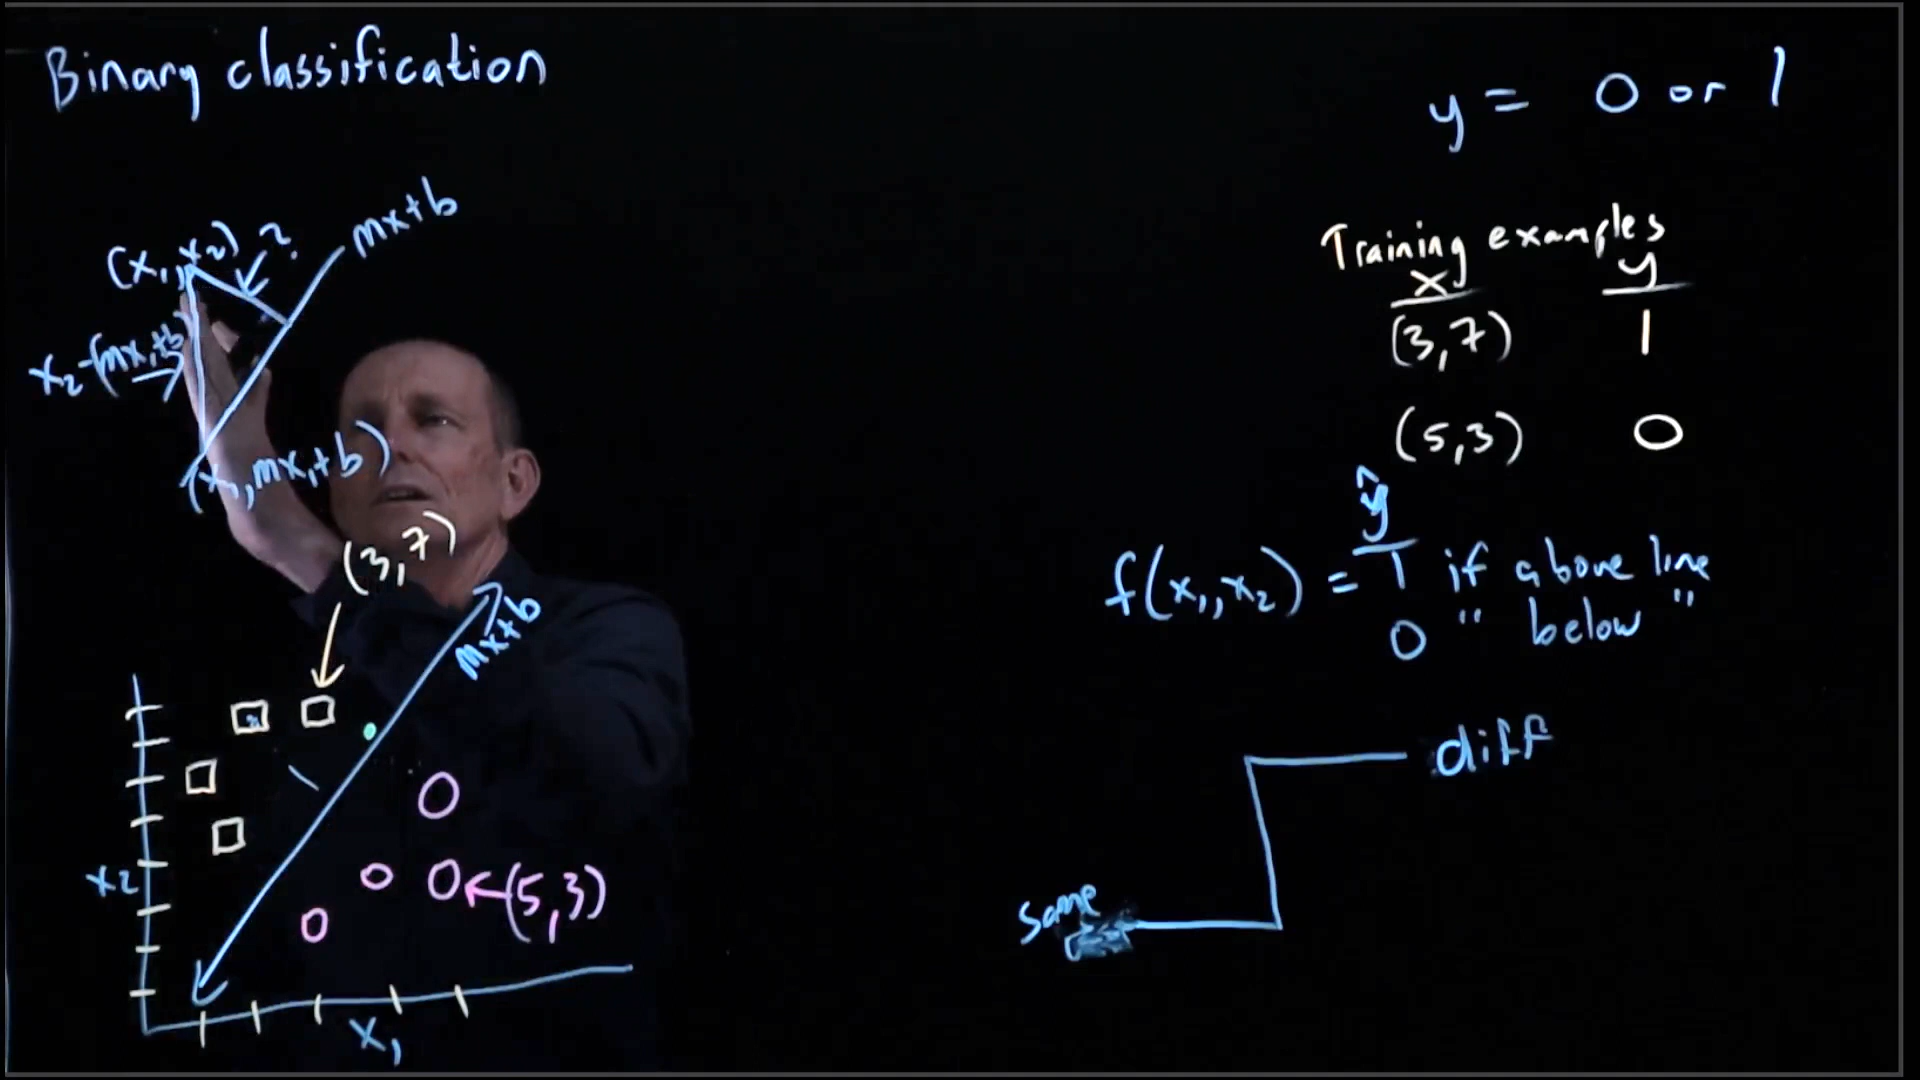 Binary classification
y = 0 or 1
mx+b
(x₁,x₂) ?
Training examples
x y
(3,7) 1
x₂-(mx₁+b)
(5,3) 0
(x₁,mx₁+b)
ŷ
(3,7)
f(x₁,x₂) = 1 if above line
0 " below "
mx+b
diff
x₂
(5,3)
same
x₁